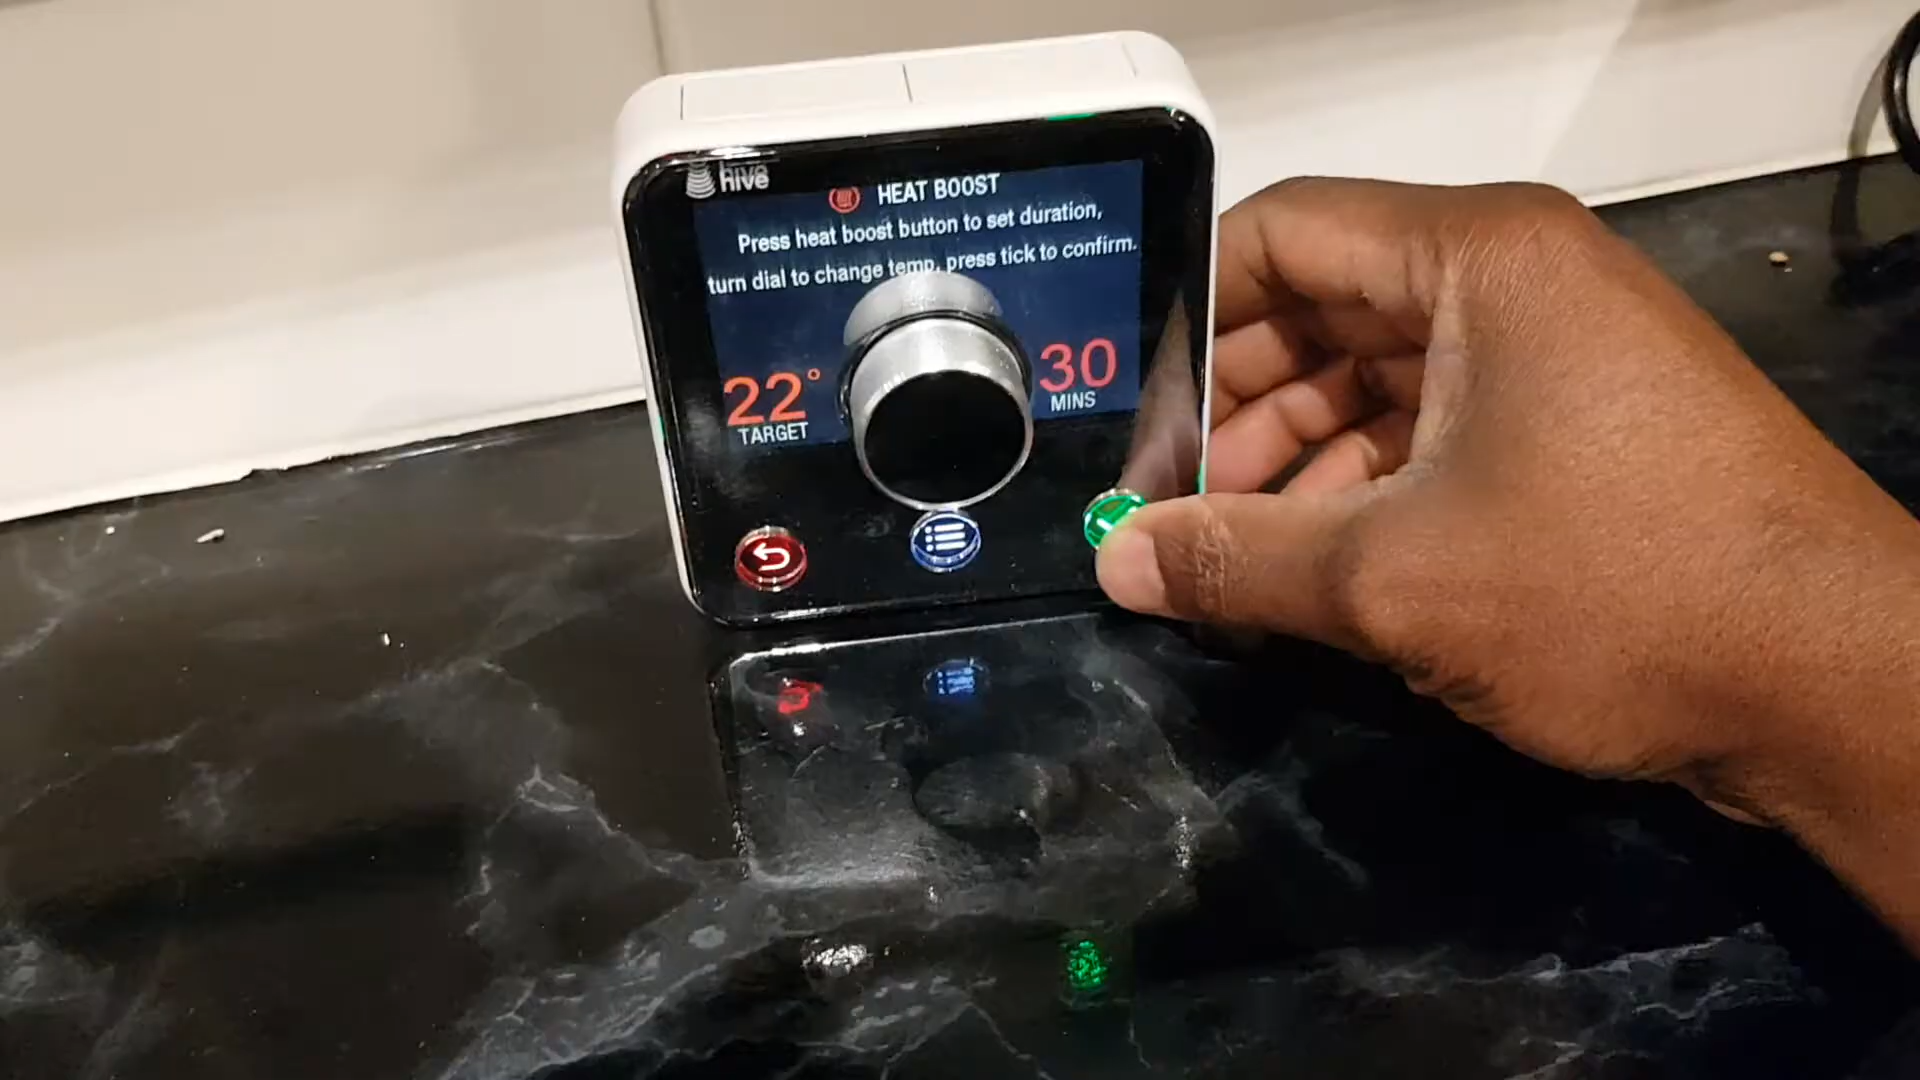 hive
HEAT BOOST
Press heat boost button to set duration,
turn dial to change temp, press tick to confirm.
22°
TARGET
30
MINS